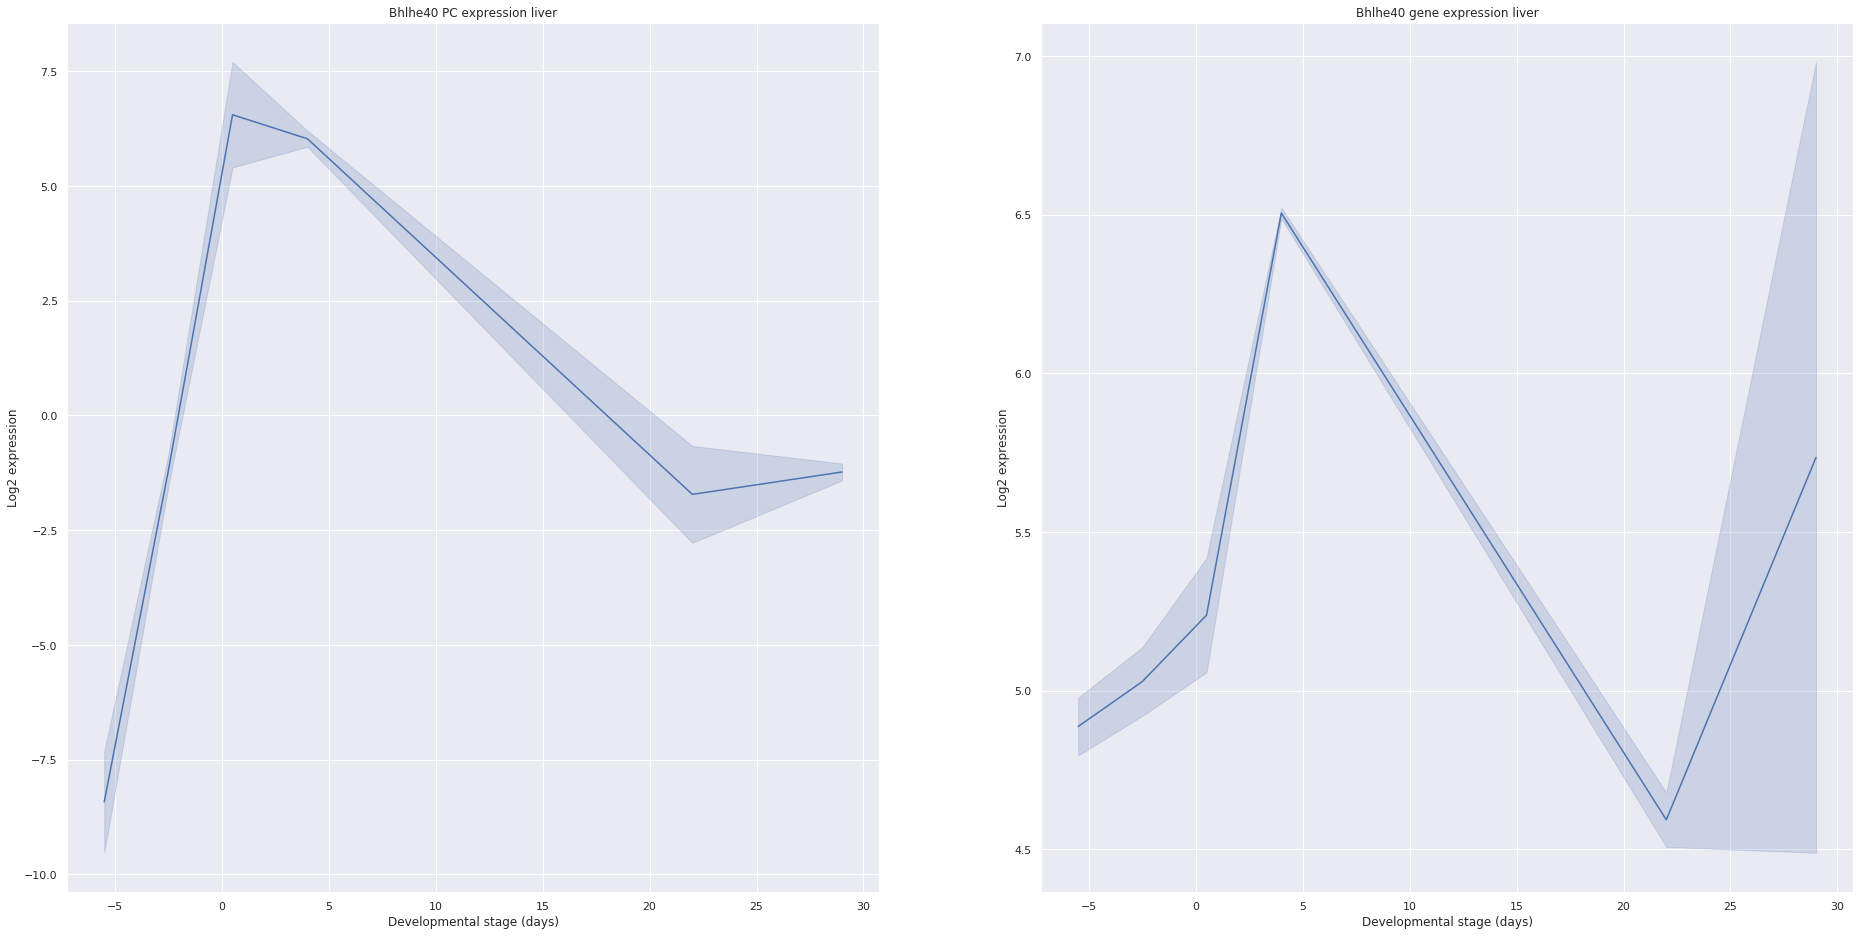 Bhlhe40 PC expression liver
Log2 expression
7.5
5.0
2.5
0.0
−2.5
−5.0
−7.5
−10.0
−5 0 5 10 15 20 25 30
Developmental stage (days)
Bhlhe40 gene expression liver
Log2 expression
7.0
6.5
6.0
5.5
5.0
4.5
−5 0 5 10 15 20 25 30
Developmental stage (days)